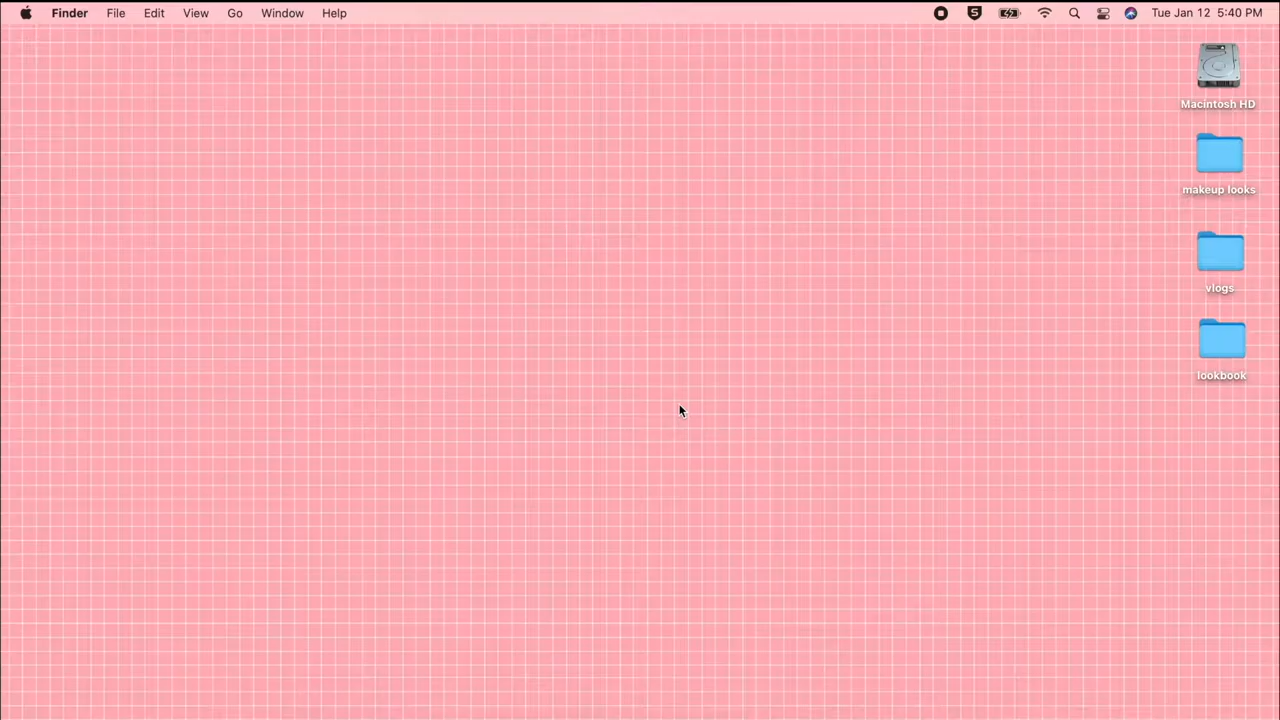 Finder File Edit View Go Window Help S Tue Jan 12 5:40 PM
Macintosh HD
makeup looks
vlogs
lookbook